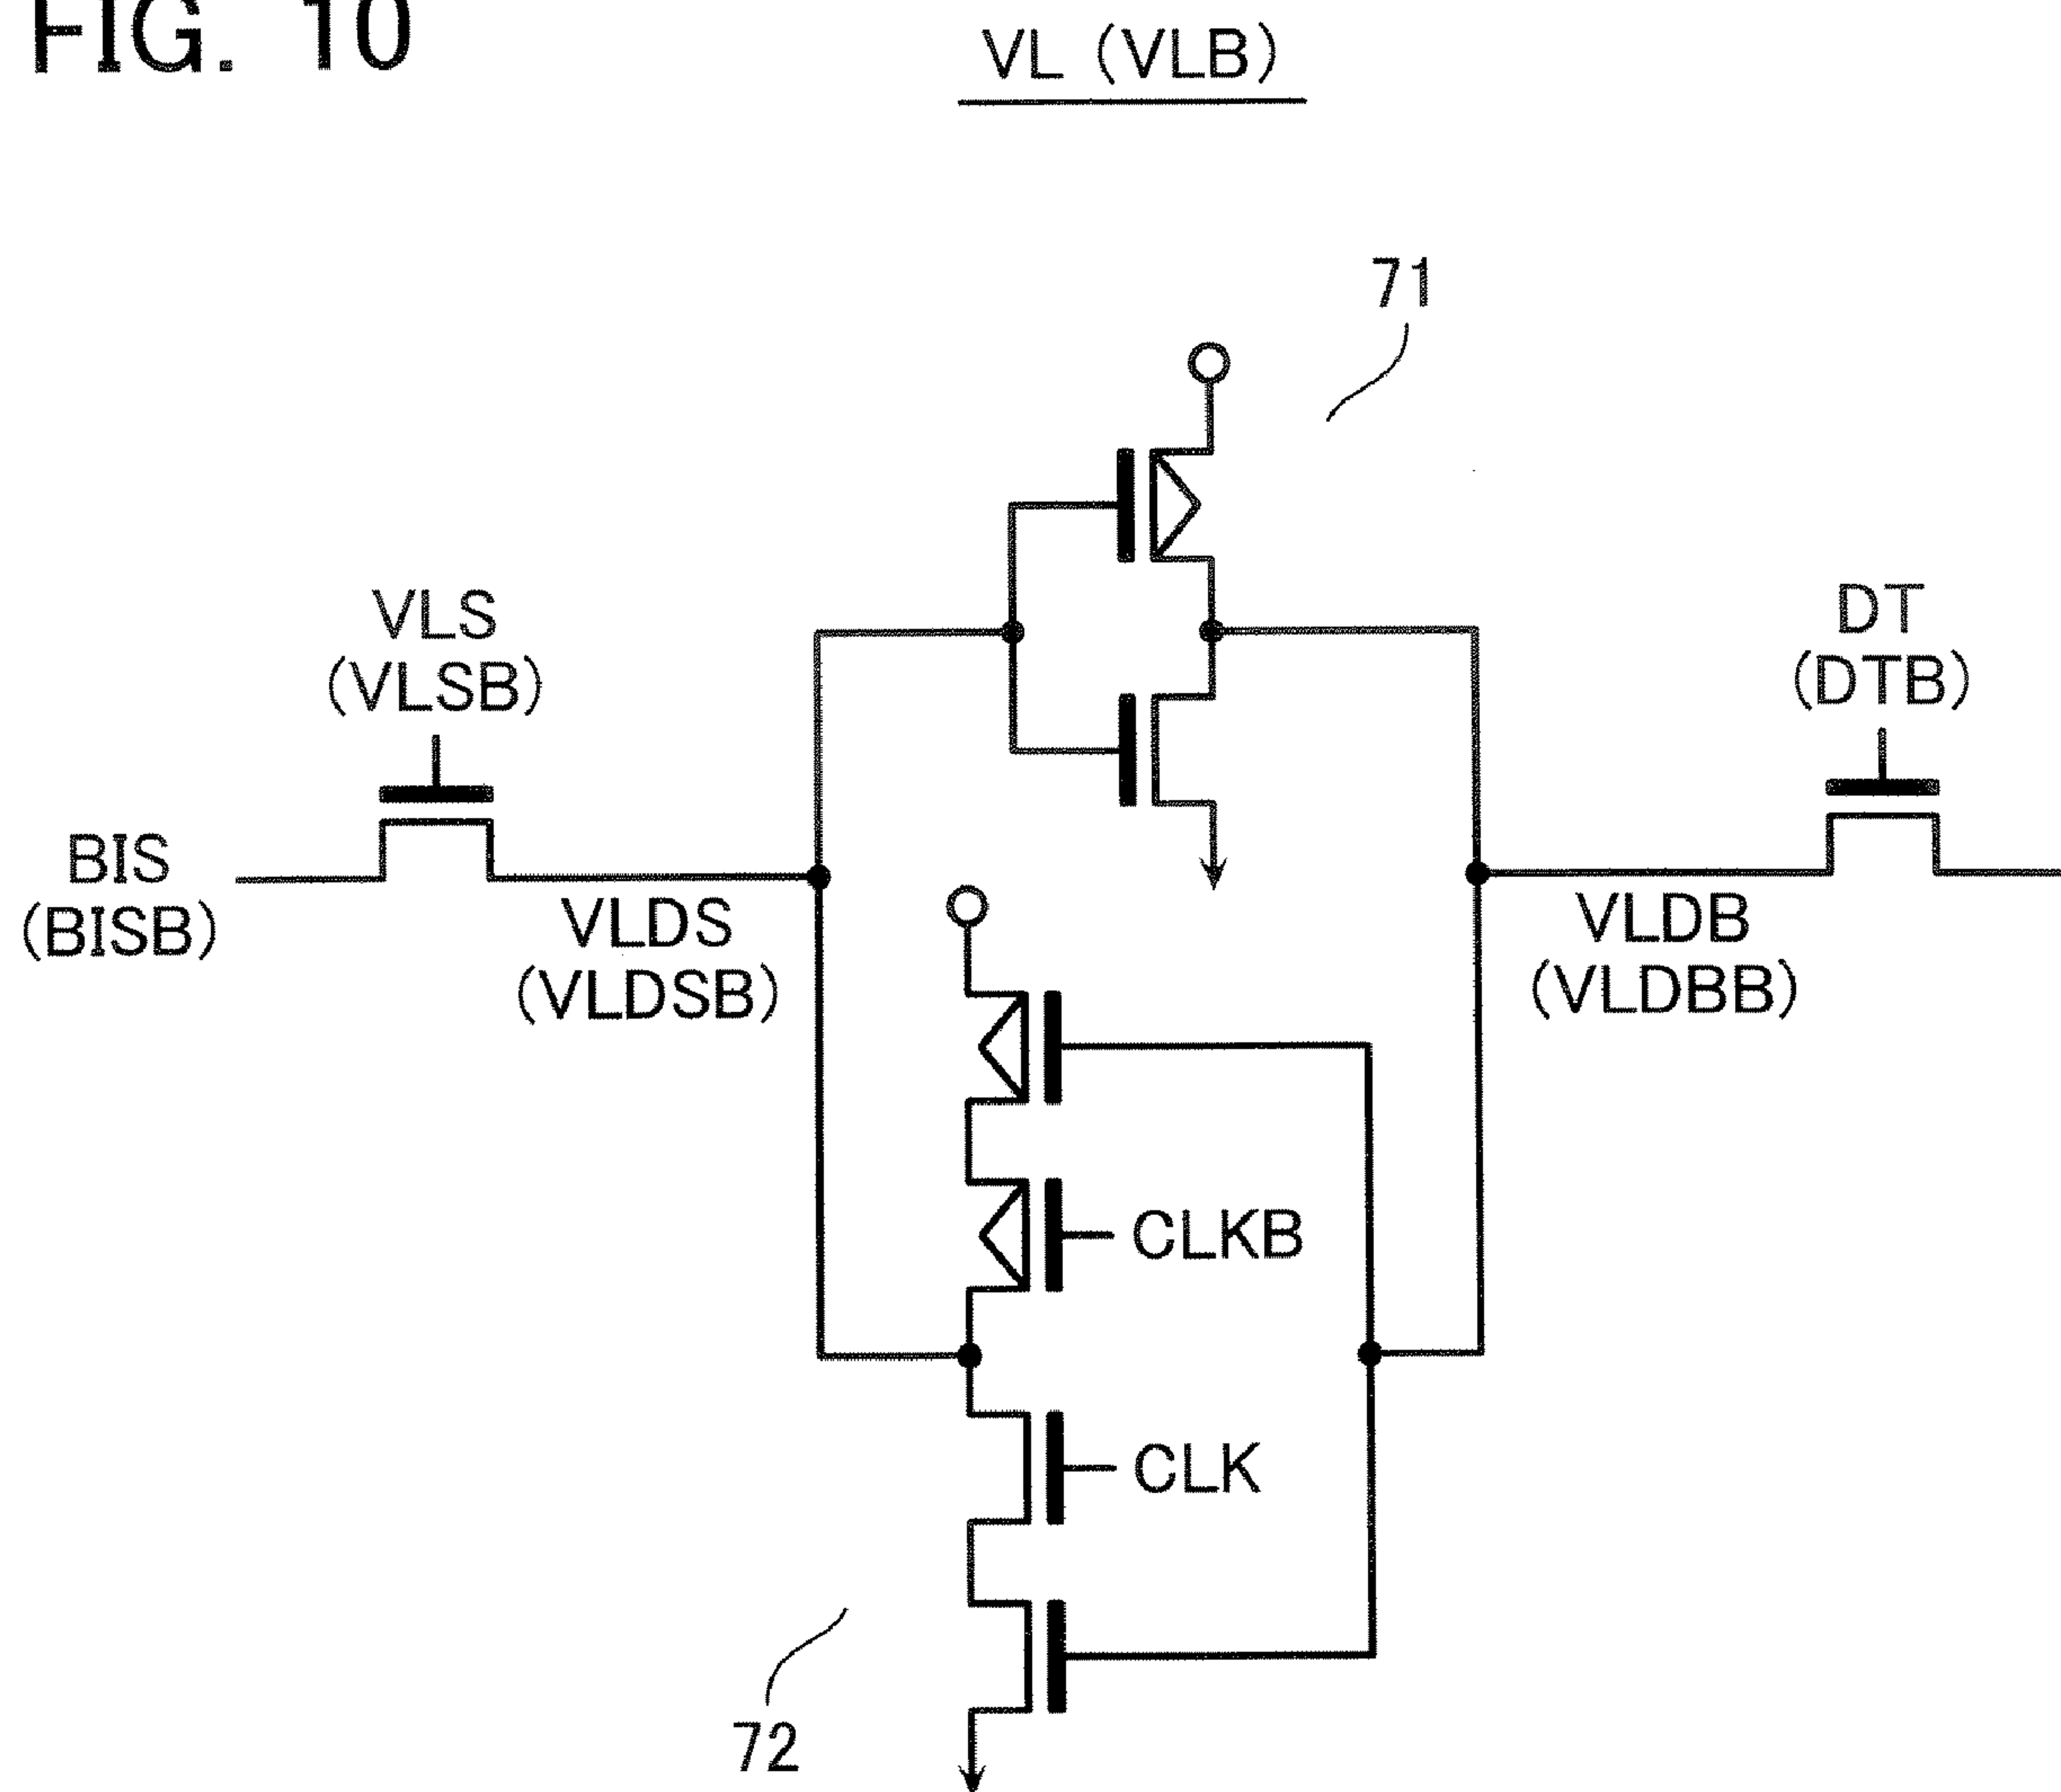 FIG. 10
VL (VLB)
71
VLS
(VLSB)
DT
(DTB)
BIS
(BISB)
VLDS
(VLDSB)
VLDB
(VLDBB)
CLKB
CLK
72